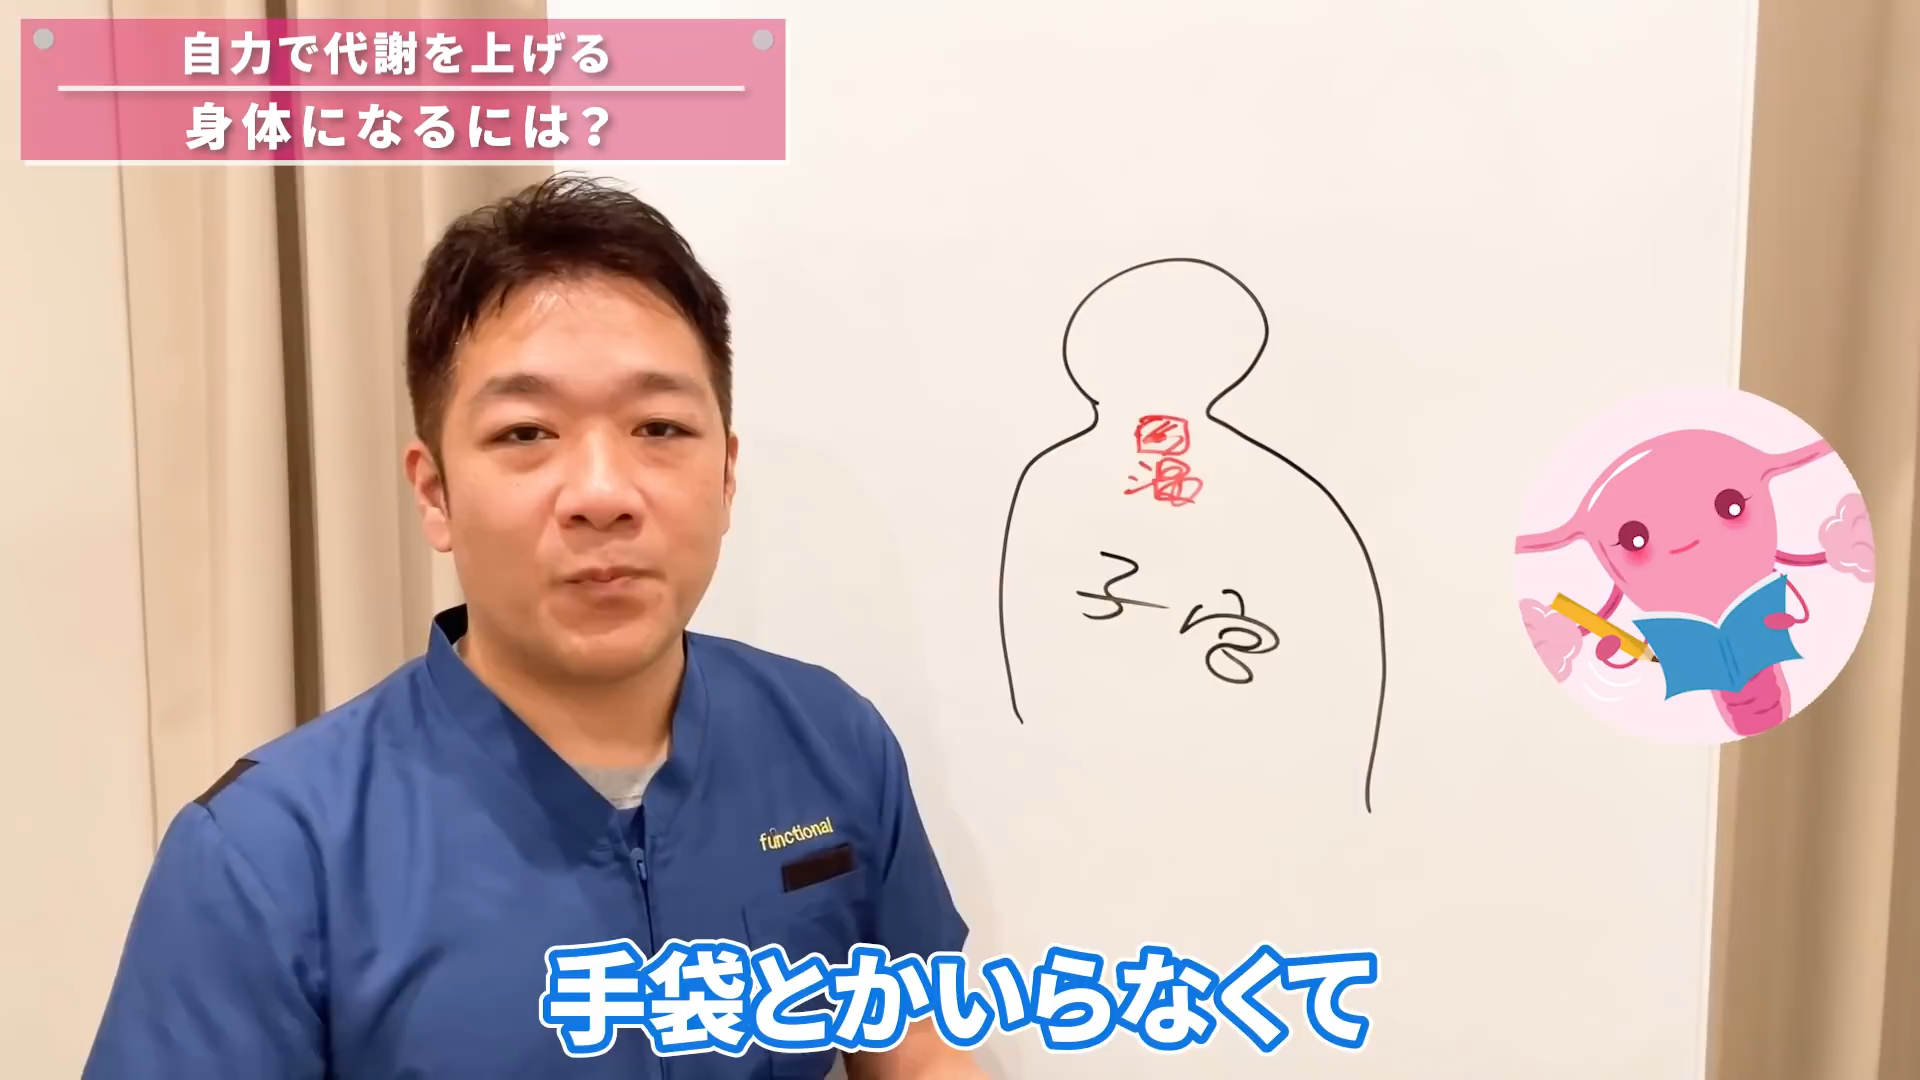 自力で代謝を上げる
身体になるには？
温
子宮
functional
手袋とかいらなくて